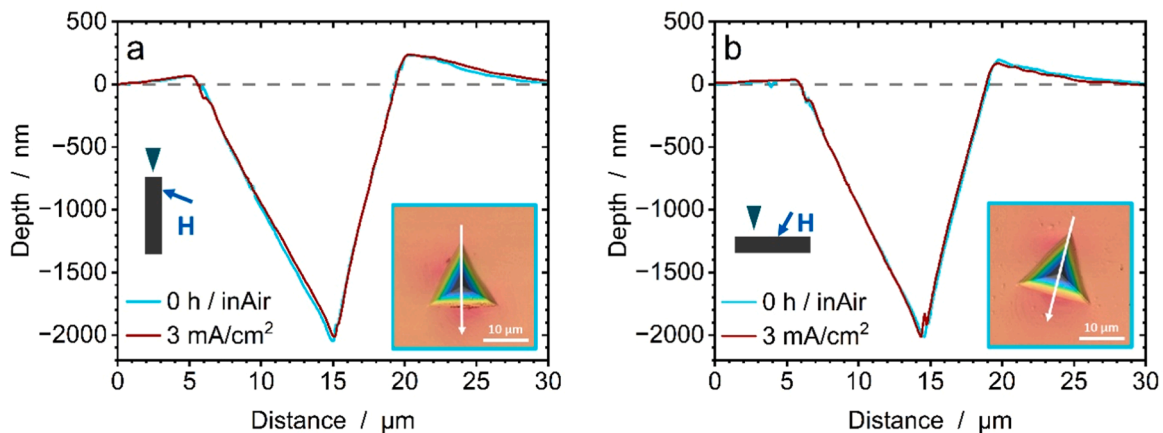 a
500
0
−500
−1000
−1500
−2000
Depth / nm
H
0 h / inAir
3 mA/cm²
10 µm
0 5 10 15 20 25 30
Distance / µm
b
500
0
−500
−1000
−1500
−2000
Depth / nm
H
0 h / inAir
3 mA/cm²
10 µm
0 5 10 15 20 25 30
Distance / µm